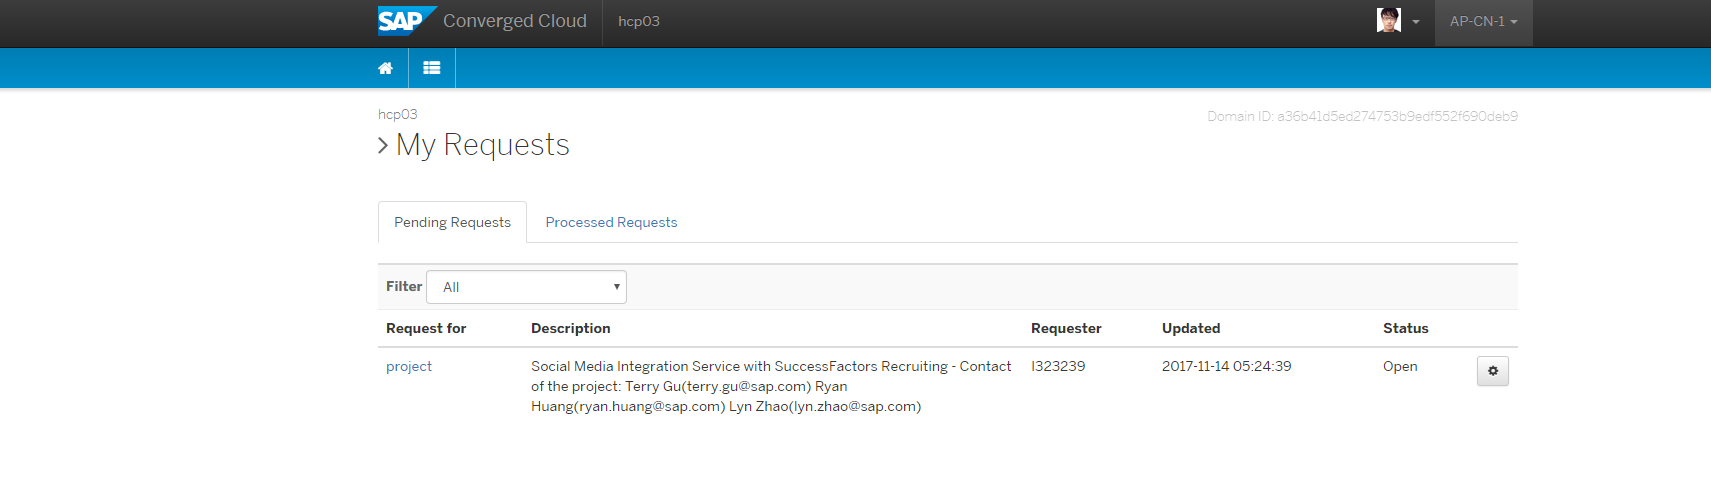 SAP Converged Cloud hcp03 AP-CN-1
hcp03 Domain ID: a36b41d5ed274753b9edf552f690deb9
My Requests
Pending Requests Processed Requests
Filter All
Request for Description Requester Updated Status
project Social Media Integration Service with SuccessFactors Recruiting - Contact I323239 2017-11-14 05:24:39 Open
of the project: Terry Gu(terry.gu@sap.com) Ryan
Huang(ryan.huang@sap.com) Lyn Zhao(lyn.zhao@sap.com)